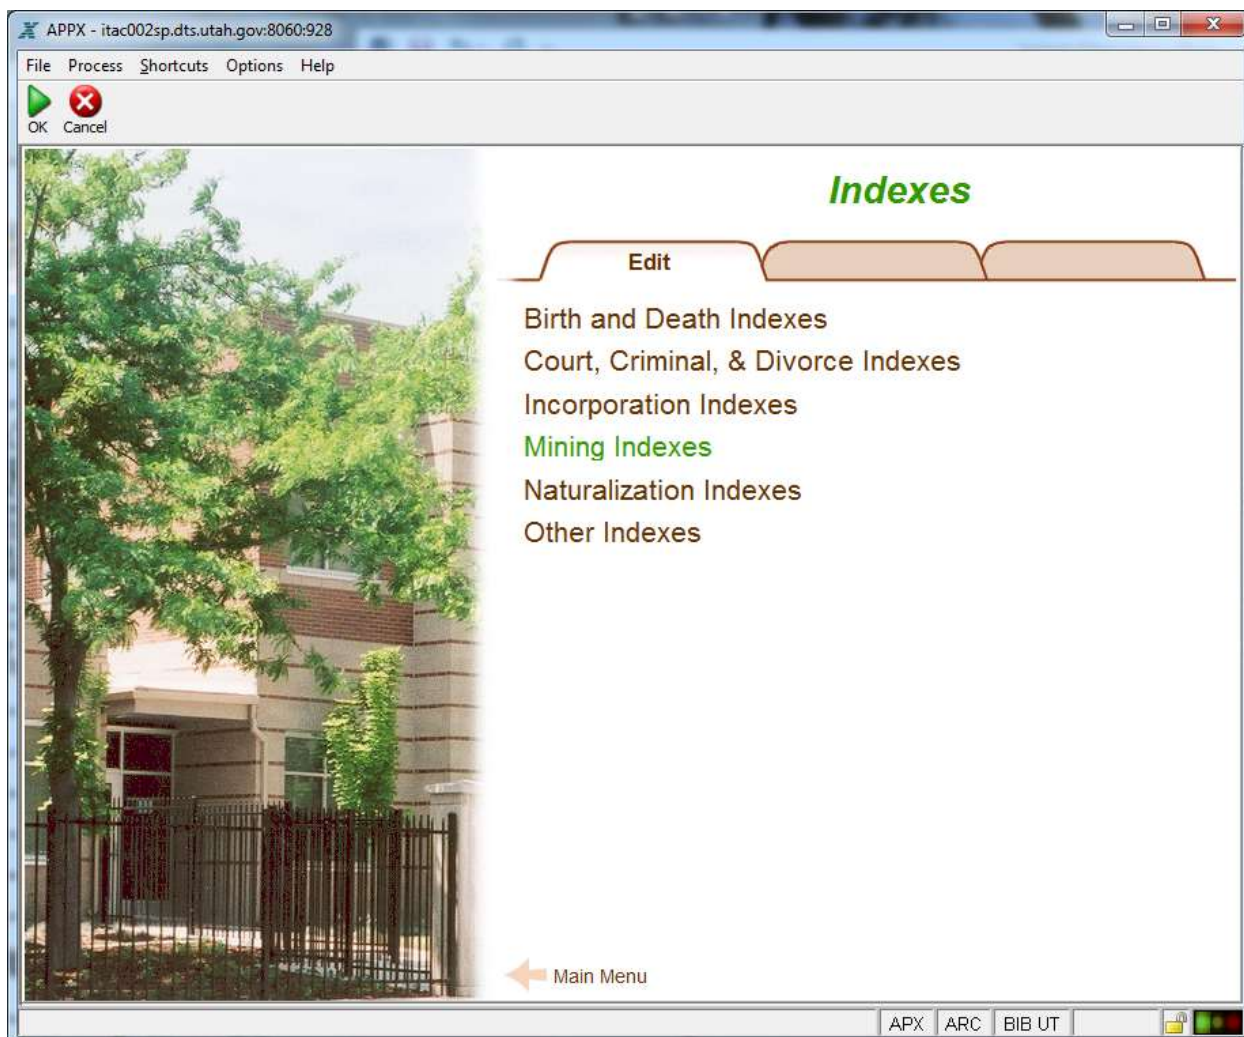 APPX - itac002sp.dts.utah.gov:8060:928
File Process Shortcuts Options Help
OK Cancel
Indexes
Edit
Birth and Death Indexes
Court, Criminal, & Divorce Indexes
Incorporation Indexes
Mining Indexes
Naturalization Indexes
Other Indexes
Main Menu
APX ARC BIB UT